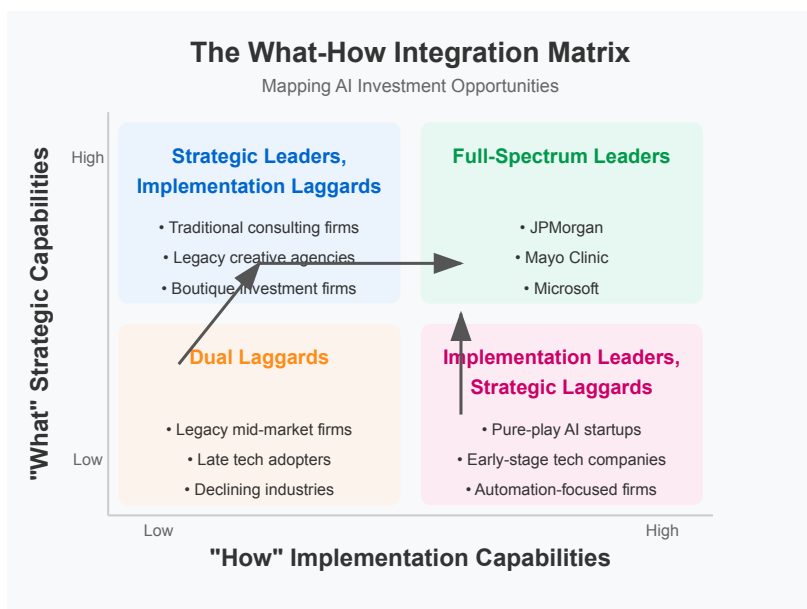 The What-How Integration Matrix
Mapping AI Investment Opportunities
"What" Strategic Capabilities
High
Low
Strategic Leaders,
Implementation Laggards
• Traditional consulting firms
• Legacy creative agencies
• Boutique investment firms
Full-Spectrum Leaders
• JPMorgan
• Mayo Clinic
• Microsoft
Dual Laggards
• Legacy mid-market firms
• Late tech adopters
• Declining industries
Implementation Leaders,
Strategic Laggards
• Pure-play AI startups
• Early-stage tech companies
• Automation-focused firms
Low
High
"How" Implementation Capabilities